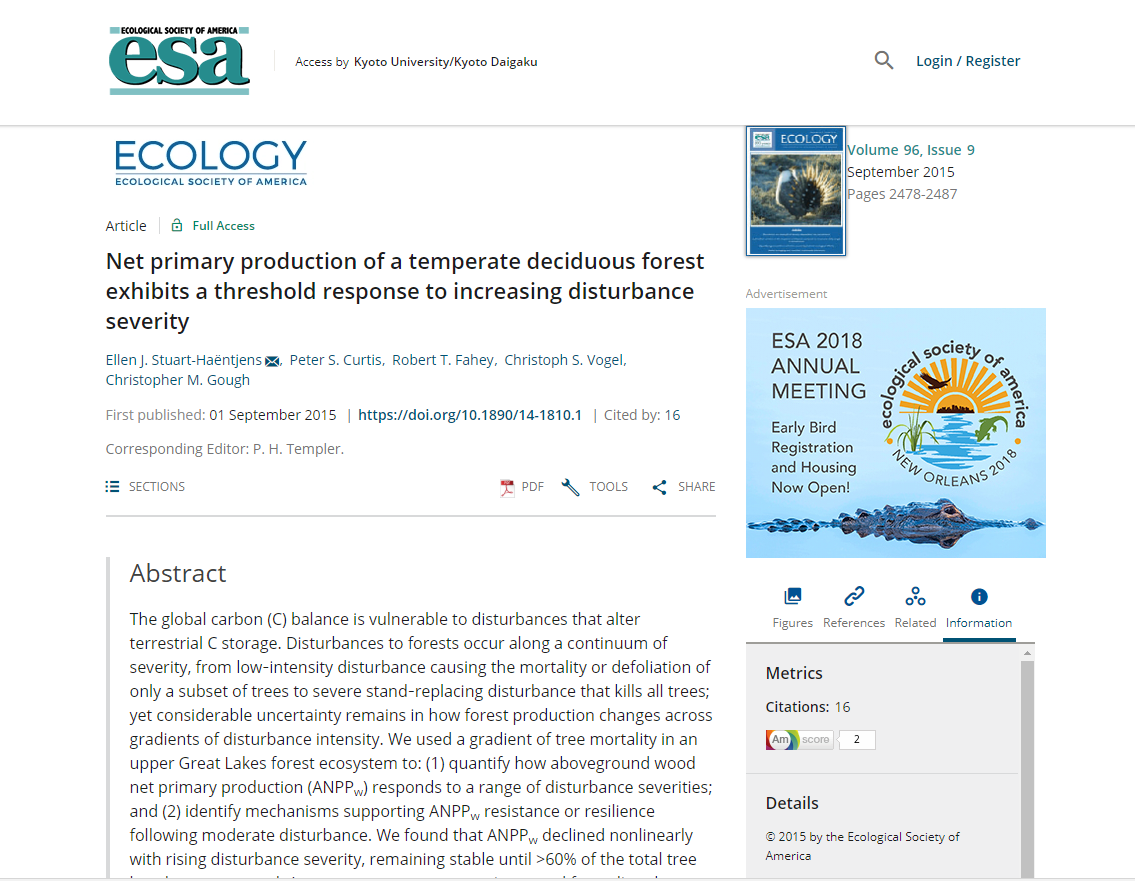 ECOLOGICAL SOCIETY OF AMERICA
esa
Access by Kyoto University/Kyoto Daigaku
Login / Register
ECOLOGY
ECOLOGICAL SOCIETY OF AMERICA
Article
Full Access
Net primary production of a temperate deciduous forest
exhibits a threshold response to increasing disturbance
severity
Ellen J. Stuart-Haëntjens, Peter S. Curtis, Robert T. Fahey, Christoph S. Vogel,
Christopher M. Gough
First published: 01 September 2015 | https://doi.org/10.1890/14-1810.1 | Cited by: 16
Corresponding Editor: P. H. Templer.
SECTIONS
PDF
TOOLS
SHARE
Abstract
The global carbon (C) balance is vulnerable to disturbances that alter
terrestrial C storage. Disturbances to forests occur along a continuum of
severity, from low-intensity disturbance causing the mortality or defoliation of
only a subset of trees to severe stand-replacing disturbance that kills all trees;
yet considerable uncertainty remains in how forest production changes across
gradients of disturbance intensity. We used a gradient of tree mortality in an
upper Great Lakes forest ecosystem to: (1) quantify how aboveground wood
net primary production (ANPPw) responds to a range of disturbance severities;
and (2) identify mechanisms supporting ANPPw resistance or resilience
following moderate disturbance. We found that ANPPw declined nonlinearly
with rising disturbance severity, remaining stable until >60% of the total tree
esa
ECOLOGY
Volume 96, Issue 9
September 2015
Pages 2478-2487
Advertisement
ESA 2018
ANNUAL
MEETING
Early Bird
Registration
and Housing
Now Open!
ecological society of america
NEW ORLEANS 2018
Figures
References
Related
Information
Metrics
Citations: 16
Am score 2
Details
© 2015 by the Ecological Society of
America